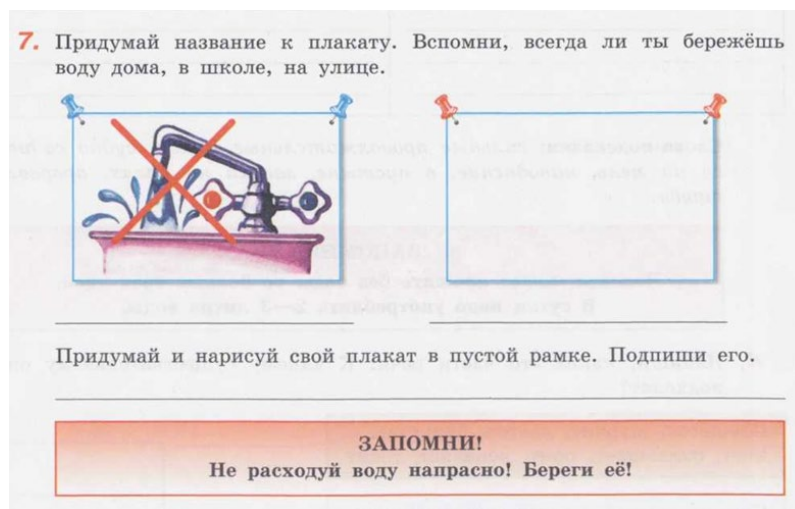 7. Придумай название к плакату. Вспомни, всегда ли ты бережёшь
воду дома, в школе, на улице.
Придумай и нарисуй свой плакат в пустой рамке. Подпиши его.
ЗАПОМНИ!
Не расходуй воду напрасно! Береги её!